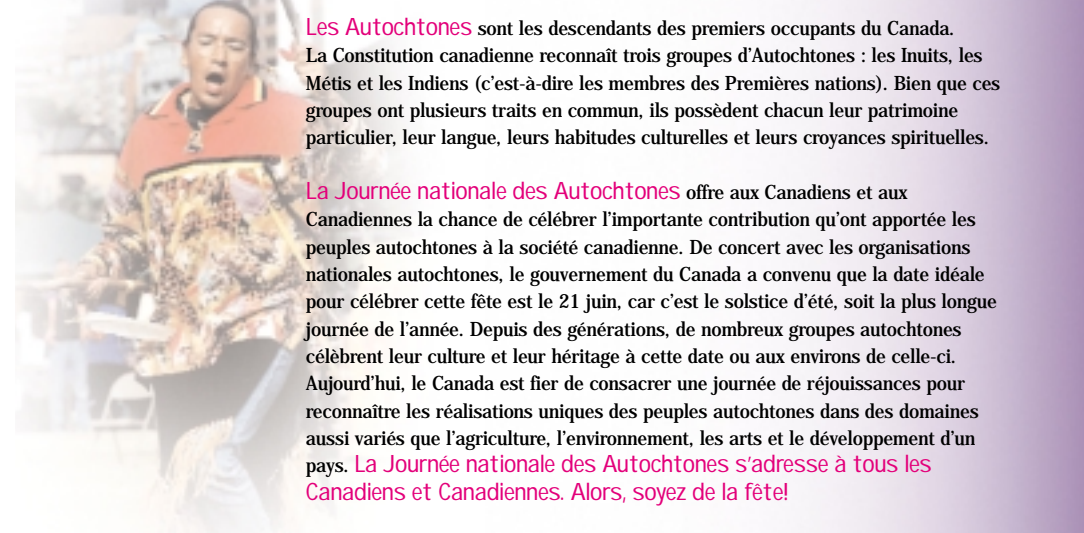 Les Autochtones sont les descendants des premiers occupants du Canada.
La Constitution canadienne reconnaît trois groupes d'Autochtones : les Inuits, les
Métis et les Indiens (c'est-à-dire les membres des Premières nations). Bien que ces
groupes ont plusieurs traits en commun, ils possèdent chacun leur patrimoine
particulier, leur langue, leurs habitudes culturelles et leurs croyances spirituelles.
La Journée nationale des Autochtones offre aux Canadiens et aux
Canadiennes la chance de célébrer l'importante contribution qu'ont apportée les
peuples autochtones à la société canadienne. De concert avec les organisations
nationales autochtones, le gouvernement du Canada a convenu que la date idéale
pour célébrer cette fête est le 21 juin, car c'est le solstice d'été, soit la plus longue
journée de l'année. Depuis des générations, de nombreux groupes autochtones
célèbrent leur culture et leur héritage à cette date ou aux environs de celle-ci.
Aujourd'hui, le Canada est fier de consacrer une journée de réjouissances pour
reconnaître les réalisations uniques des peuples autochtones dans des domaines
aussi variés que l'agriculture, l'environnement, les arts et le développement d'un
pays. La Journée nationale des Autochtones s'adresse à tous les
Canadiens et Canadiennes. Alors, soyez de la fête!